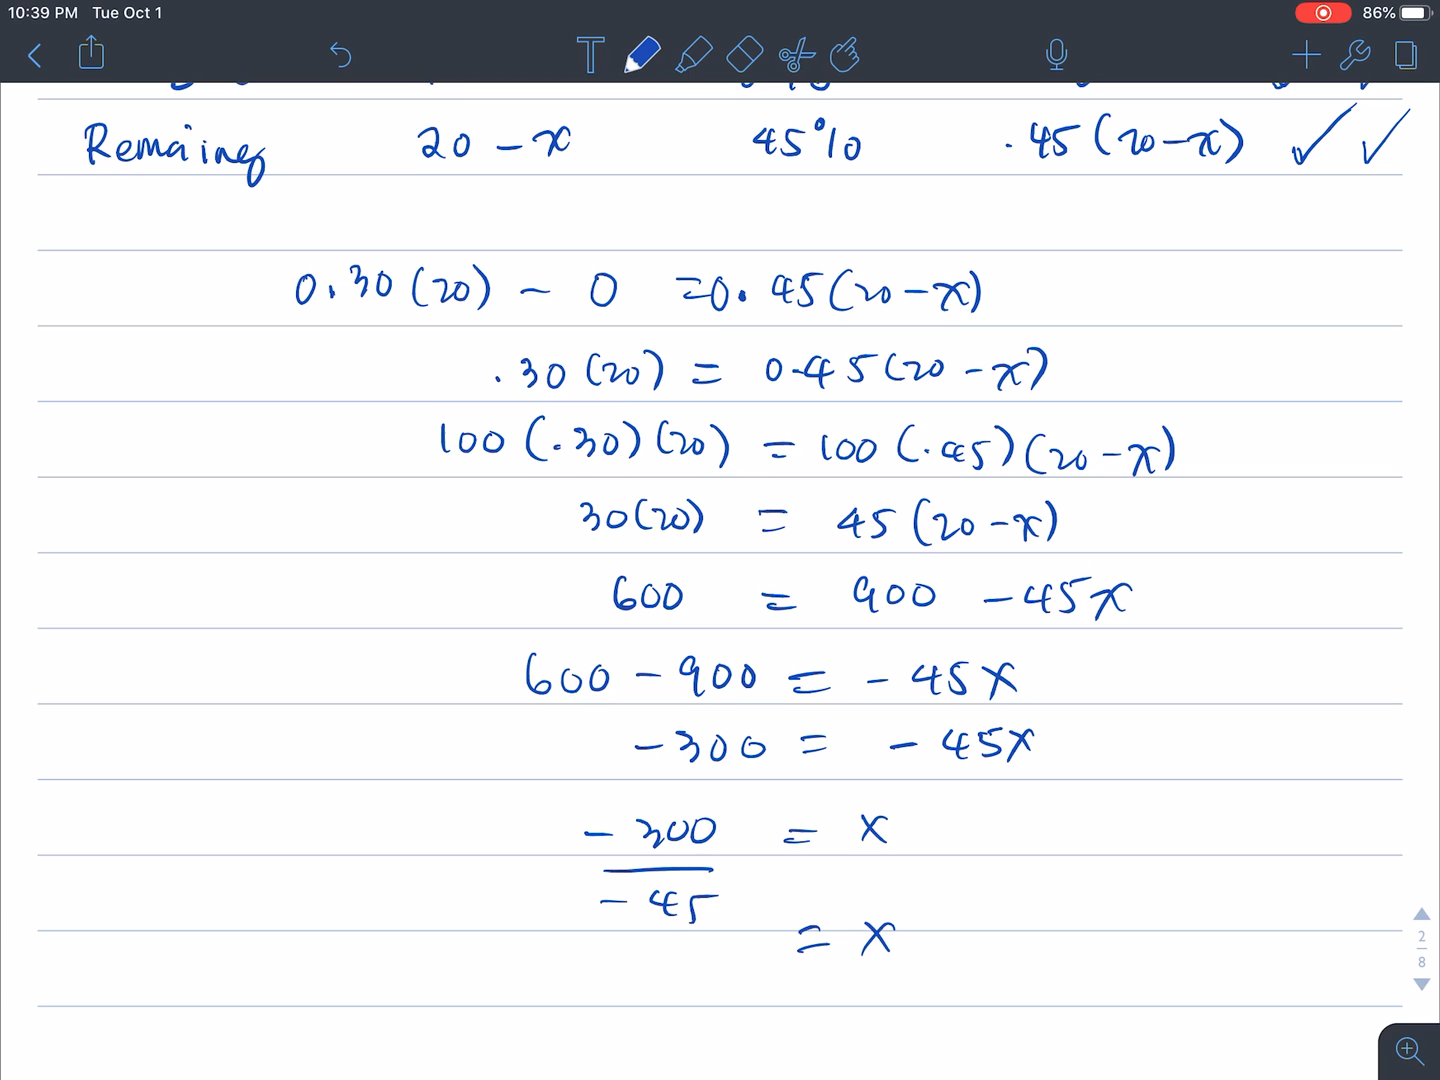 10:39 PM Tue Oct 1 86%
T
Remaining 20 - x 45% .45(20-x) ✓ ✓
0.30(20) - 0 = 0.45(20-x)
.30(20) = 0.45(20-x)
100(.30)(20) = 100(.45)(20-x)
30(20) = 45(20-x)
600 = 900 - 45x
600 - 900 = - 45x
-300 = - 45x
- 300 = x
- 45
= x
2
8